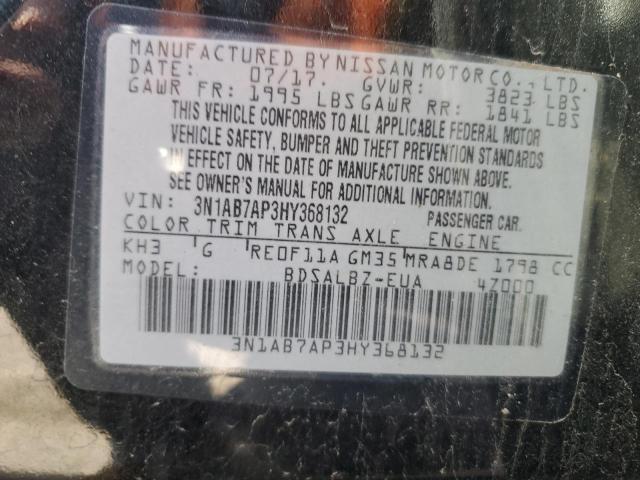 MANUFACTURED BY NISSAN MOTOR CO., LTD.
DATE: 07/17 GVWR: 3823 LBS
GAWR FR: 1995 LBS GAWR RR: 1841 LBS
THIS VEHICLE CONFORMS TO ALL APPLICABLE FEDERAL MOTOR
VEHICLE SAFETY, BUMPER AND THEFT PREVENTION STANDARDS
IN EFFECT ON THE DATE OF MANUFACTURE SHOWN ABOVE.
SEE OWNER'S MANUAL FOR ADDITIONAL INFORMATION.
VIN: 3N1AB7AP3HY368132 PASSENGER CAR.
COLOR TRIM TRANS AXLE ENGINE
KH3 G RE0F11A GM35 MRA8DE 1798 CC
MODEL: BDSALBZ-EUA 47000
3N1AB7AP3HY368132